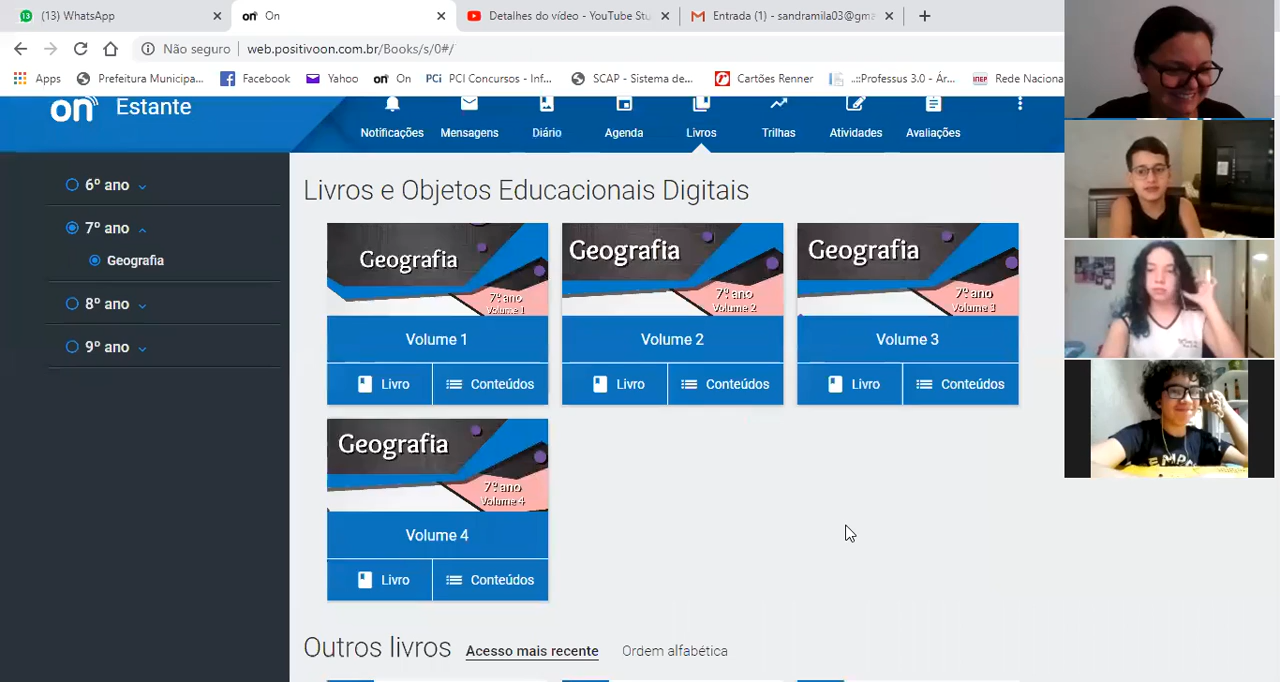 (13) WhatsApp
On
Detalhes do vídeo - YouTube Stu
Entrada (1) - sandramila03@gma
Não seguro | web.positivoon.com.br/Books/s/0#/
Apps
Prefeitura Municipa...
Facebook
Yahoo
On
PCI Concursos - Inf...
SCAP - Sistema de...
Cartões Renner
..::Professus 3.0 - Ár...
Rede Naciona
on
Estante
Notificações
Mensagens
Diário
Agenda
Livros
Trilhas
Atividades
Avaliações
6º ano
7º ano
Geografia
8º ano
9º ano
Livros e Objetos Educacionais Digitais
Geografia
7º ano
Volume 1
Volume 1
Livro
Conteúdos
Geografia
7º ano
Volume 2
Volume 2
Livro
Conteúdos
Geografia
7º ano
Volume 3
Volume 3
Livro
Conteúdos
Geografia
7º ano
Volume 4
Volume 4
Livro
Conteúdos
Outros livros
Acesso mais recente
Ordem alfabética